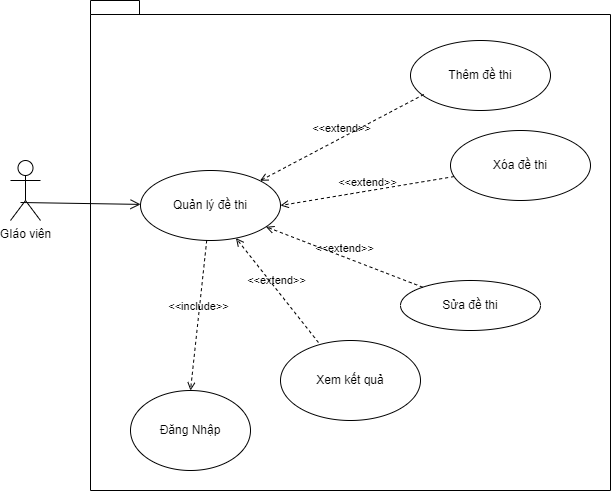 Thêm đề thi
<<extend>>
Xóa đề thi
<<extend>>
Quản lý đề thi
GIáo viên
<<extend>>
<<extend>>
<<include>>
Sửa đề thi
Xem kết quả
Đăng Nhập